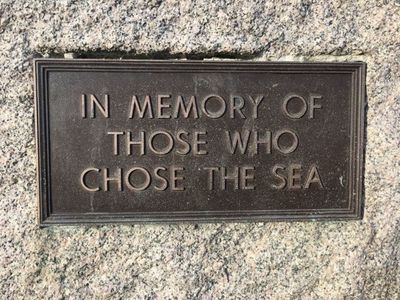 IN MEMORY OF
THOSE WHO
CHOSE THE SEA